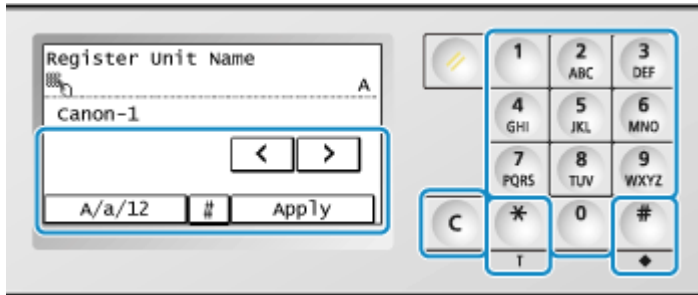 Register Unit Name
A
Canon-1
< >
A/a/12 # Apply
1 2 ABC 3 DEF
4 GHI 5 JKL 6 MNO
7 PQRS 8 TUV 9 WXYZ
C * 0 #
T